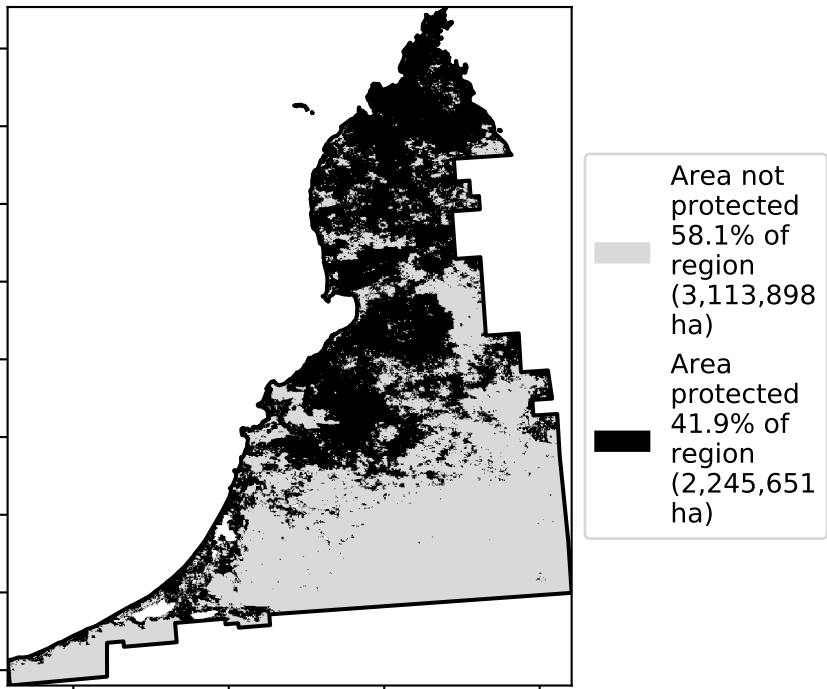 Area not
protected
58.1% of
region
(3,113,898
ha)
Area
protected
41.9% of
region
(2,245,651
ha)